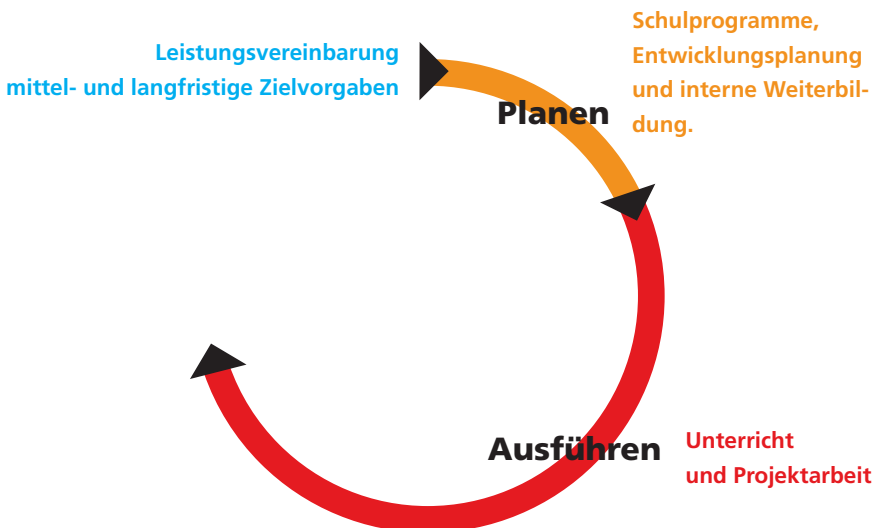 Leistungsvereinbarung
mittel- und langfristige Zielvorgaben
Planen
Schulprogramme,
Entwicklungsplanung
und interne Weiterbil-
dung.
Ausführen
Unterricht
und Projektarbeit